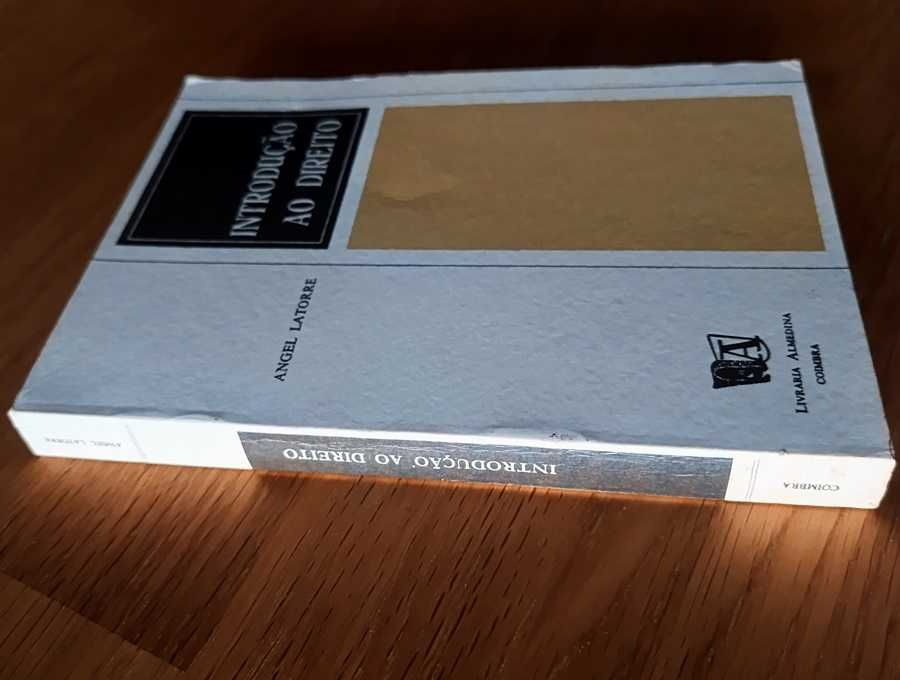 INTRODUÇÃO
AO DIREITO
ANGEL LATORRE
LIVRARIA ALMEDINA
COIMBRA
ANGEL LATORRE
INTRODUÇÃO AO DIREITO
COIMBRA